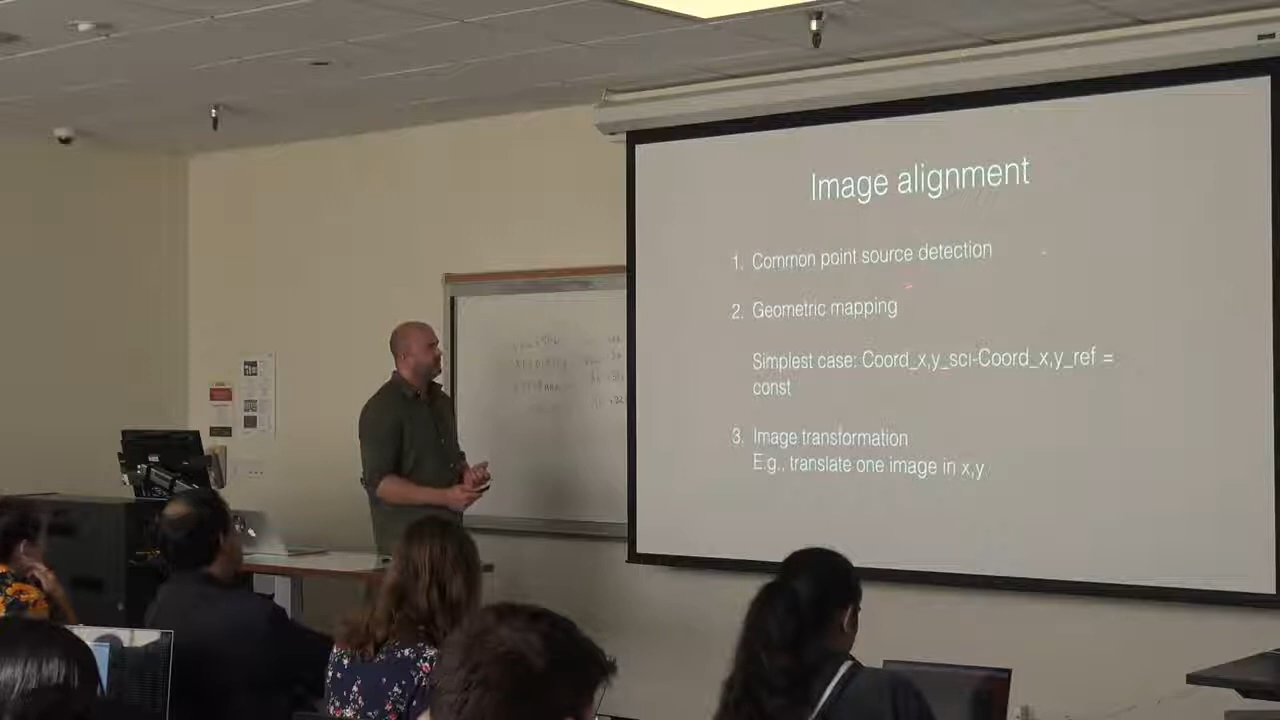 Image alignment
1. Common point source detection
2. Geometric mapping
Simplest case: Coord_x,y_sci-Coord_x,y_ref =
const
3. Image transformation
E.g., translate one image in x,y